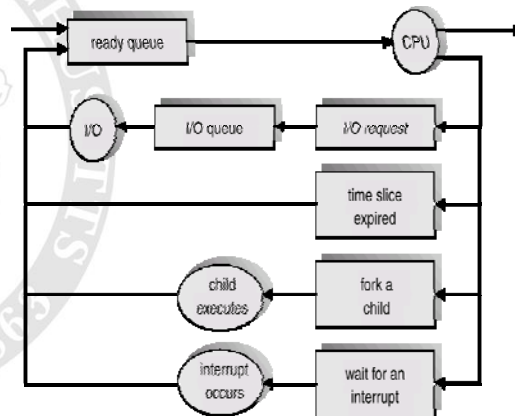 ready queue
CPU
I/O
I/O queue
I/O request
time slice
expired
child
executes
fork a
child
interrupt
occurs
wait for an
interrupt